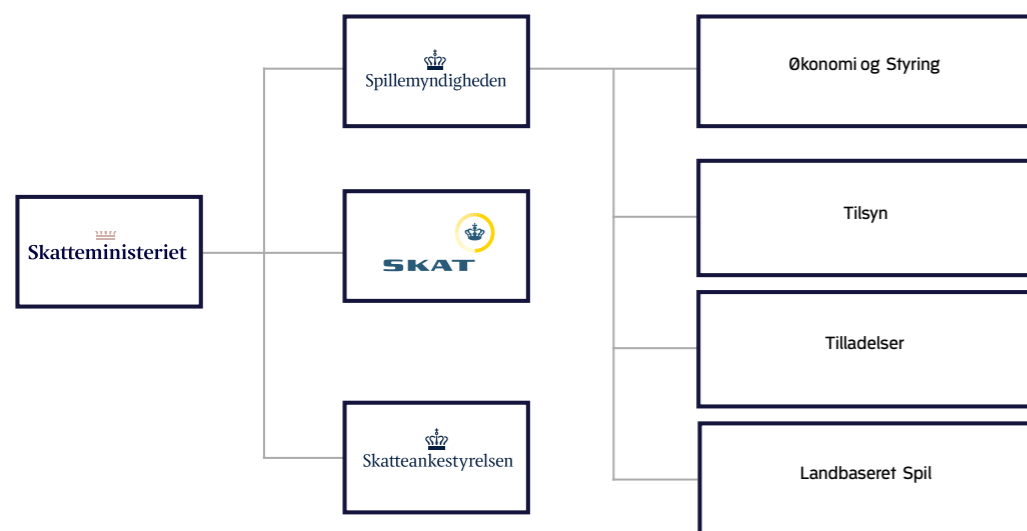 Skatteministeriet
Spillemyndigheden
SKAT
Skatteankestyrelsen
Økonomi og Styring
Tilsyn
Tilladelser
Landbaseret Spil